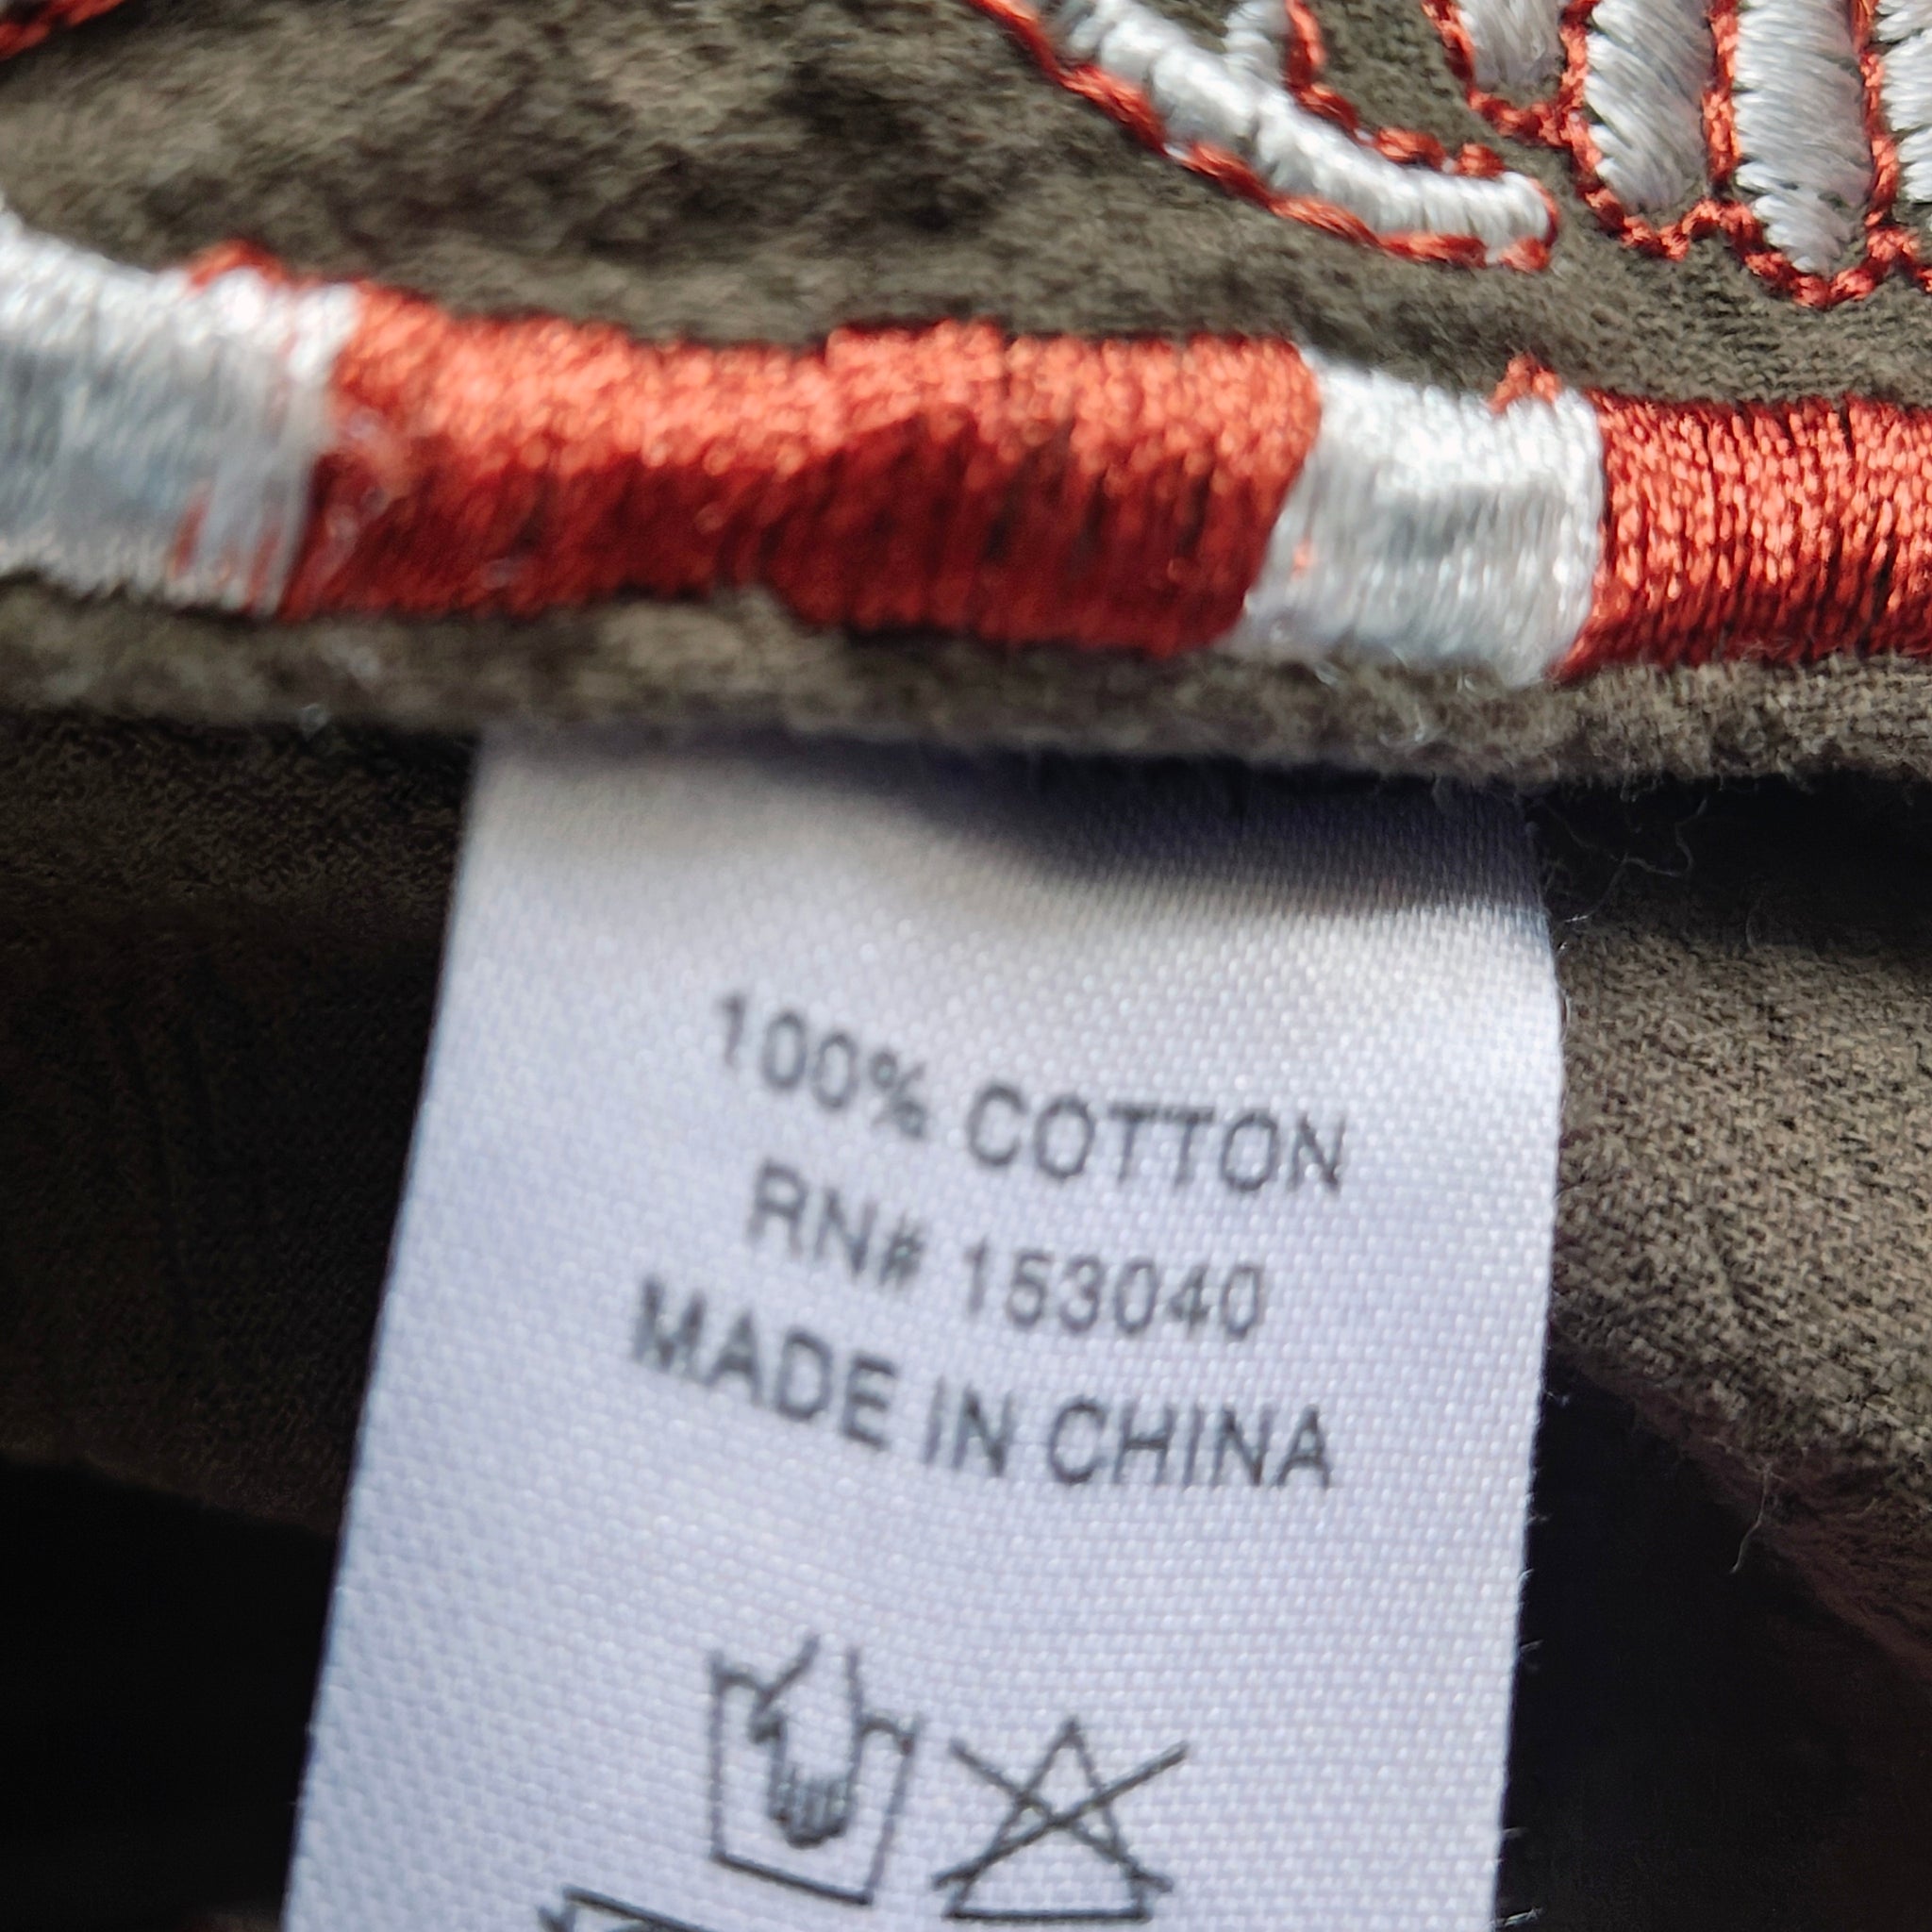 100% COTTON
RN# 153040
MADE IN CHINA